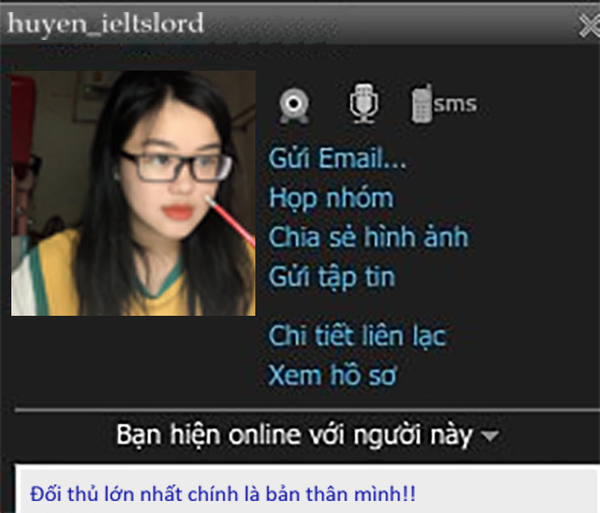 huyen_ieltslord
sms
Gửi Email...
Họp nhóm
Chia sẻ hình ảnh
Gửi tập tin
Chi tiết liên lạc
Xem hồ sơ
Bạn hiện online với người này
Đối thủ lớn nhất chính là bản thân mình!!